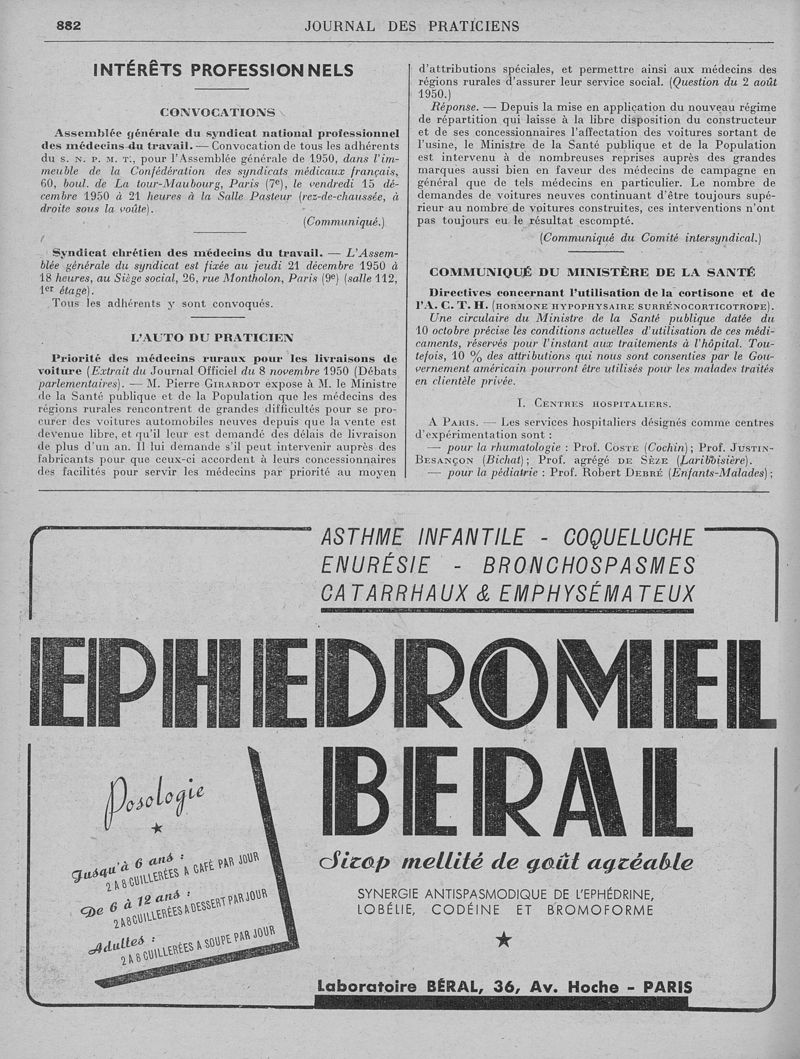 882
JOURNAL DES PRATICIENS
INTÉRÊTS PROFESSIONNELS
CONVOCATIONS
Assemblée générale du syndicat national professionnel
des médecins du travail. — Convocation de tous les adhérents
du S. N. P. M. T., pour l'Assemblée générale de 1950, dans l'im-
meuble de la Confédération des syndicats médicaux français,
60, boul. de La tour-Maubourg, Paris (7e), le vendredi 15 dé-
cembre 1950 à 21 heures à la Salle Pasteur (rez-de-chaussée, à
droite sous la voûte).
(Communiqué.)
Syndicat chrétien des médecins du travail. — L'Assem-
blée générale du syndicat est fixée au jeudi 21 décembre 1950 à
18 heures, au Siège social, 26, rue Montholon, Paris (9e) (salle 112,
1er étage).
Tous les adhérents y sont convoqués.
L'AUTO DU PRATICIEN
Priorité des médecins ruraux pour les livraisons de
voiture (Extrait du Journal Officiel du 8 novembre 1950 (Débats
parlementaires). — M. Pierre GIRARDOT expose à M. le Ministre
de la Santé publique et de la Population que les médecins des
régions rurales rencontrent de grandes difficultés pour se pro-
curer des voitures automobiles neuves depuis que la vente est
devenue libre, et qu'il leur est demandé des délais de livraison
de plus d'un an. Il lui demande s'il peut intervenir auprès des
fabricants pour que ceux-ci accordent à leurs concessionnaires
des facilités pour servir les médecins par priorité au moyen
d'attributions spéciales, et permettre ainsi aux médecins des
régions rurales d'assurer leur service social. (Question du 2 août
1950.)
Réponse. — Depuis la mise en application du nouveau régime
de répartition qui laisse à la libre disposition du constructeur
et de ses concessionnaires l'affectation des voitures sortant de
l'usine, le Ministre de la Santé publique et de la Population
est intervenu à de nombreuses reprises auprès des grandes
marques aussi bien en faveur des médecins de campagne en
général que de tels médecins en particulier. Le nombre de
demandes de voitures neuves continuant d'être toujours supé-
rieur au nombre de voitures construites, ces interventions n'ont
pas toujours eu le résultat escompté.
(Communiqué du Comité intersyndical.)
COMMUNIQUÉ DU MINISTÈRE DE LA SANTÉ
Directives concernant l'utilisation de la cortisone et de
l'A. C. T. H. (HORMONE HYPOPHYSAIRE SURRÉNOCORTICOTROPE).
Une circulaire du Ministre de la Santé publique datée du
10 octobre précise les conditions actuelles d'utilisation de ces médi-
caments, réservés pour l'instant aux traitements à l'hôpital. Tou-
tefois, 10 % des attributions qui nous sont consenties par le Gou-
vernement américain pourront être utilisés pour les malades traités
en clientèle privée.
I. CENTRES HOSPITALIERS.
A PARIS. — Les services hospitaliers désignés comme centres
d'expérimentation sont :
— pour la rhumatologie : Prof. COSTE (Cochin) ; Prof. JUSTIN-
BESANÇON (Bichat) ; Prof. agrégé DE SÈZE (Lariboisière).
— pour la pédiatrie : Prof. Robert DEBRÉ (Enfants-Malades) ;
ASTHME INFANTILE - COQUELUCHE
ENURÉSIE - BRONCHOSPASMES
CATARRHAUX & EMPHYSÉMATEUX
EPHEDROMEL
BERAL
Posologie
Jusqu'à 6 ans :
2 A 8 CUILLERÉES A CAFÉ PAR JOUR
De 6 à 12 ans :
2 A 8 CUILLERÉES A DESSERT PAR JOUR
Adultes :
2 A 8 CUILLERÉES A SOUPE PAR JOUR
Sirop mellité de goût agréable
SYNERGIE ANTISPASMODIQUE DE L'EPHÉDRINE,
LOBÉLIE, CODÉINE ET BROMOFORME
Laboratoire BÉRAL, 36, Av. Hoche - PARIS